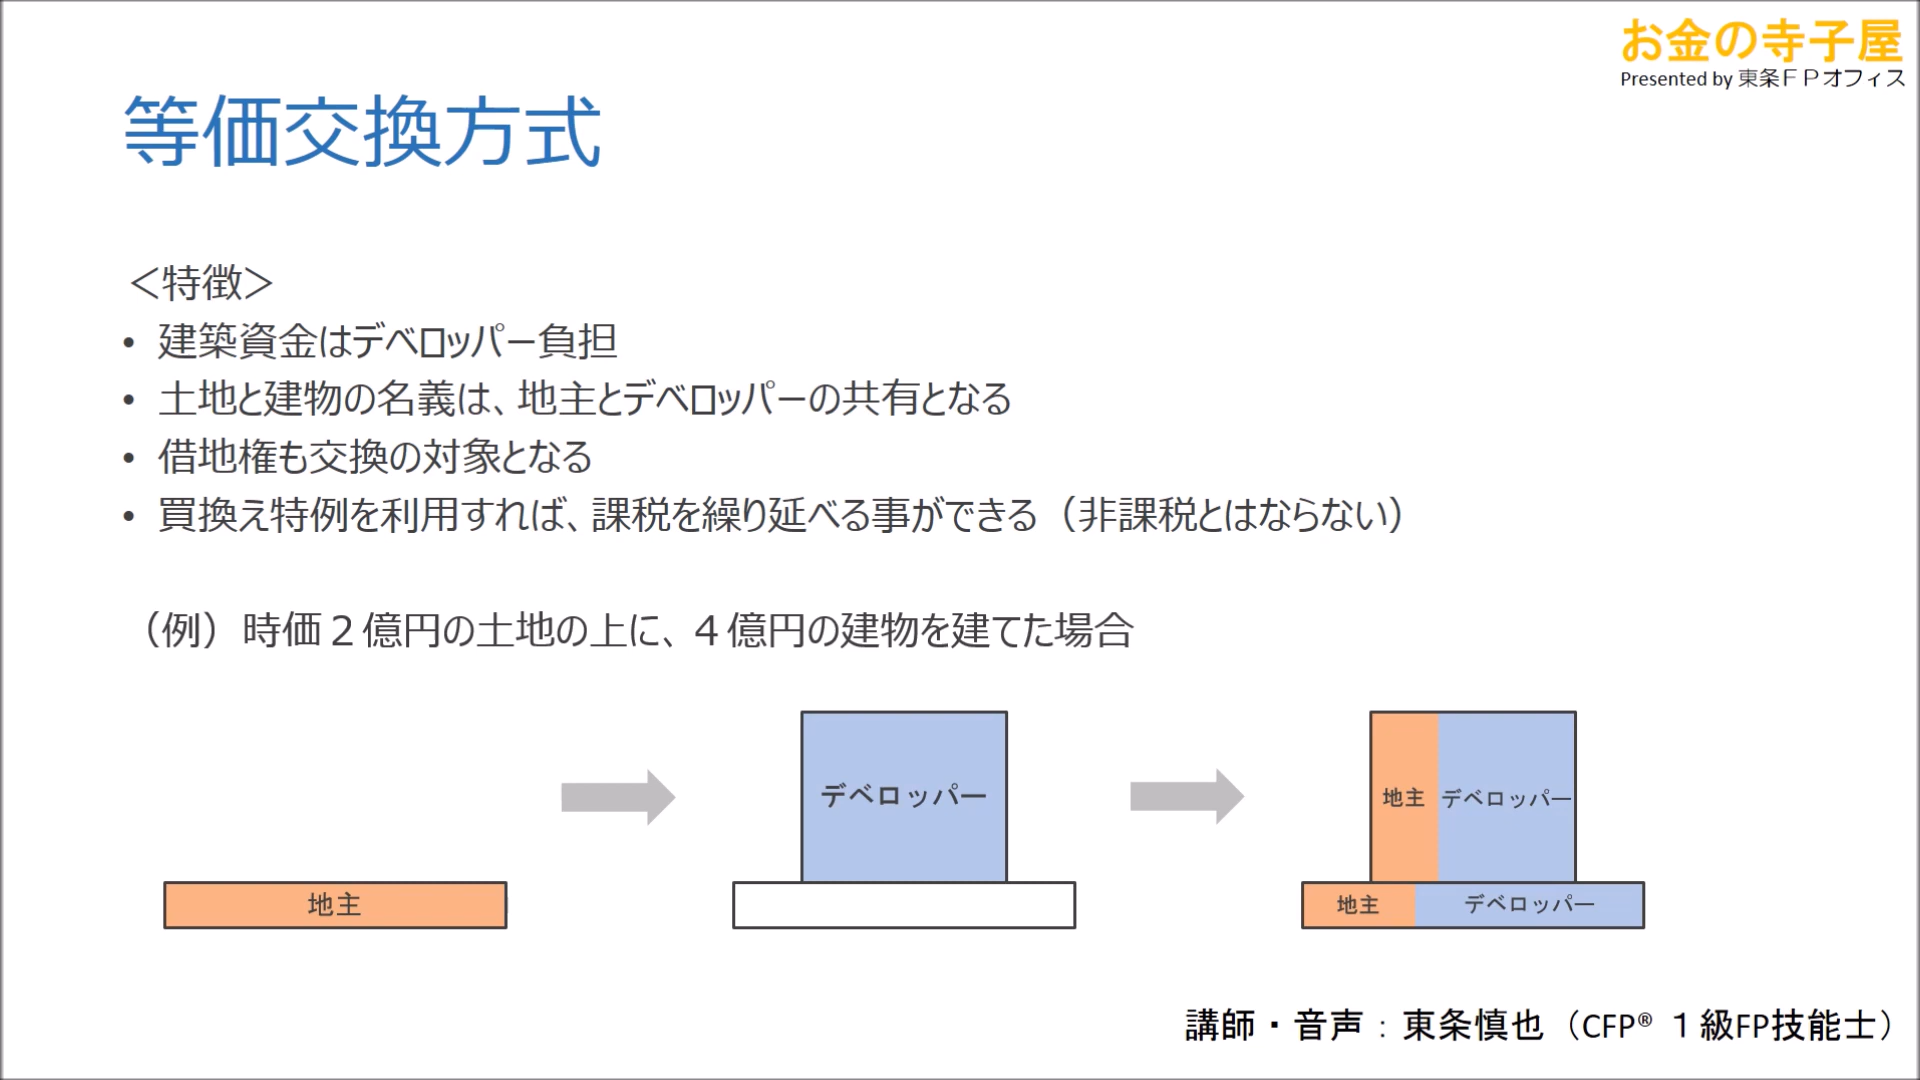 お金の寺子屋
Presented by 東条ＦＰオフィス
等価交換方式
＜特徴＞
• 建築資金はデベロッパー負担
• 土地と建物の名義は、地主とデベロッパーの共有となる
• 借地権も交換の対象となる
• 買換え特例を利用すれば、課税を繰り延べる事ができる（非課税とはならない）
（例）時価２億円の土地の上に、４億円の建物を建てた場合
地主
デベロッパー
地主 デベロッパー
地主 デベロッパー
講師・音声：東条慎也（CFP® １級FP技能士）